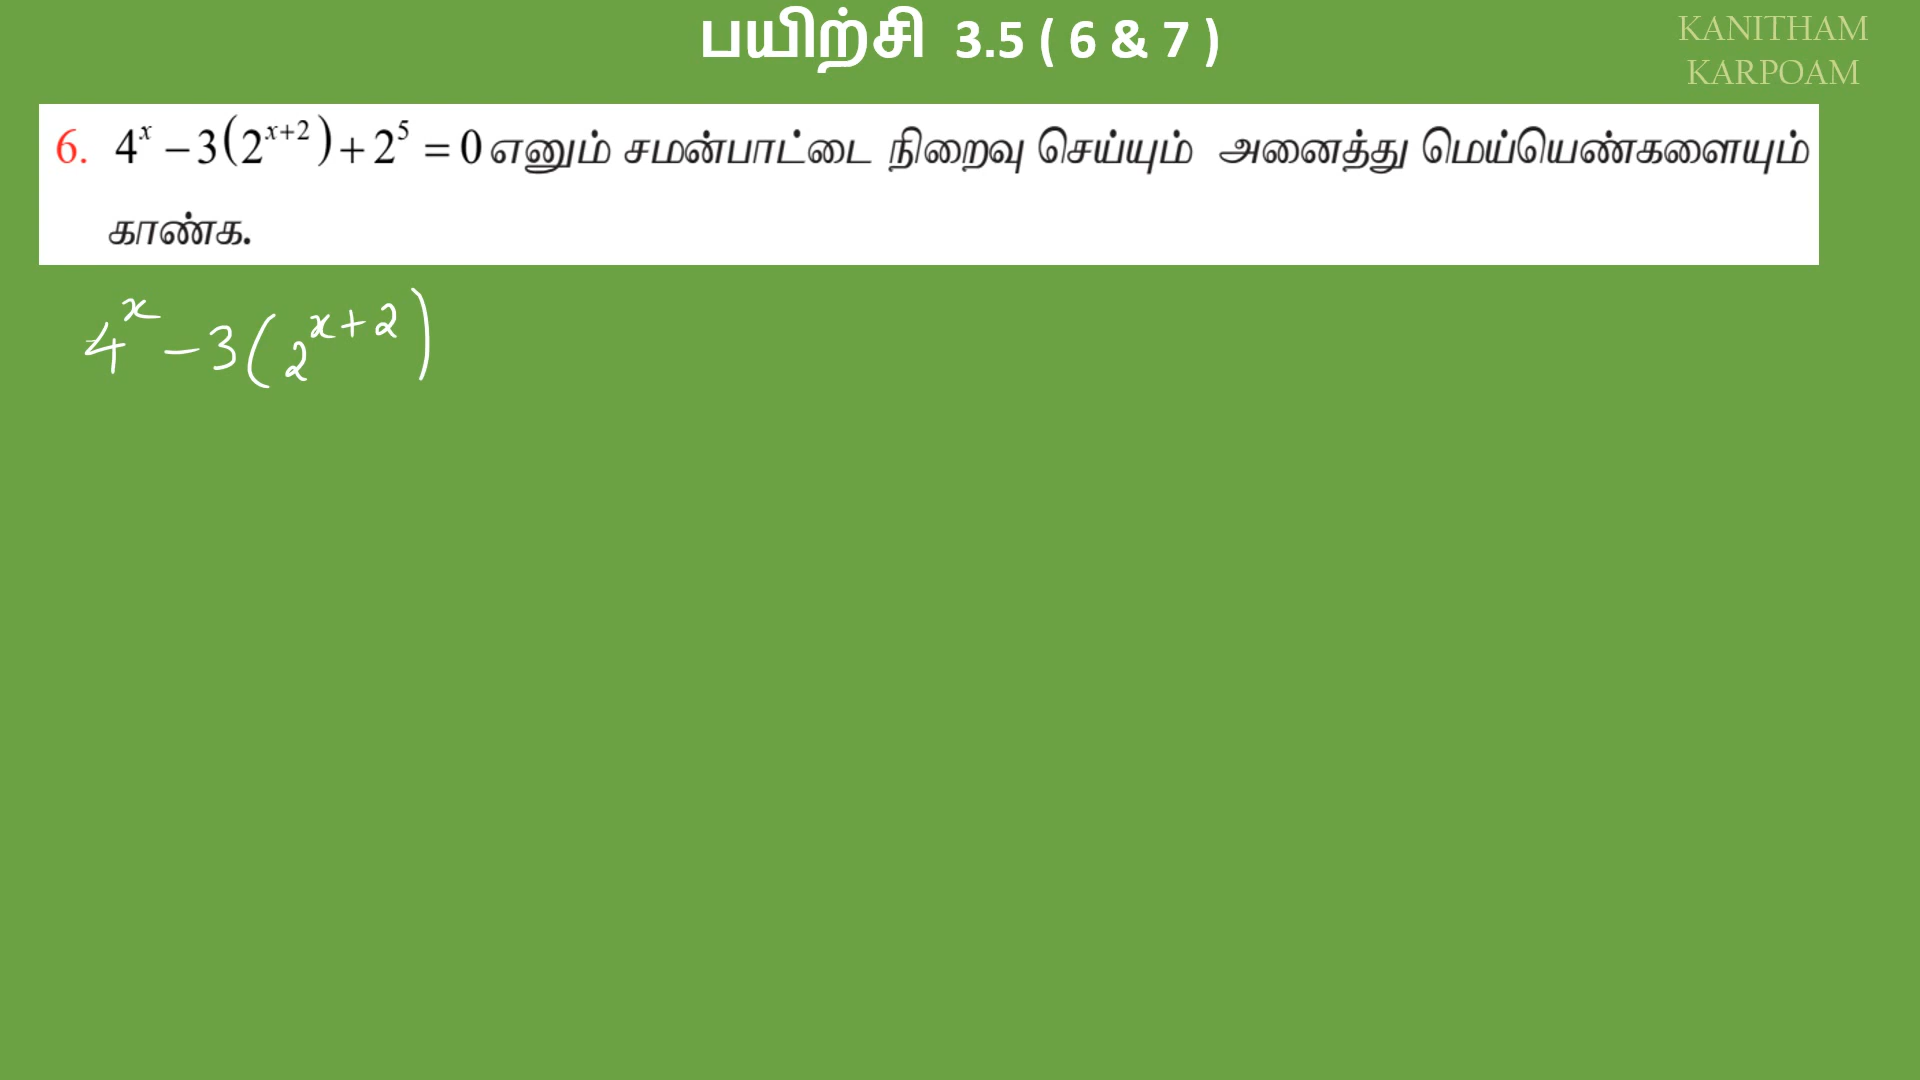 பயிற்சி 3.5 ( 6 & 7 )
KANITHAM
KARPOAM
6. 4^x − 3(2^{x+2}) + 2^5 = 0 எனும் சமன்பாட்டை நிறைவு செய்யும் அனைத்து மெய்யெண்களையும்
காண்க.
4^x − 3(2^{x+2})